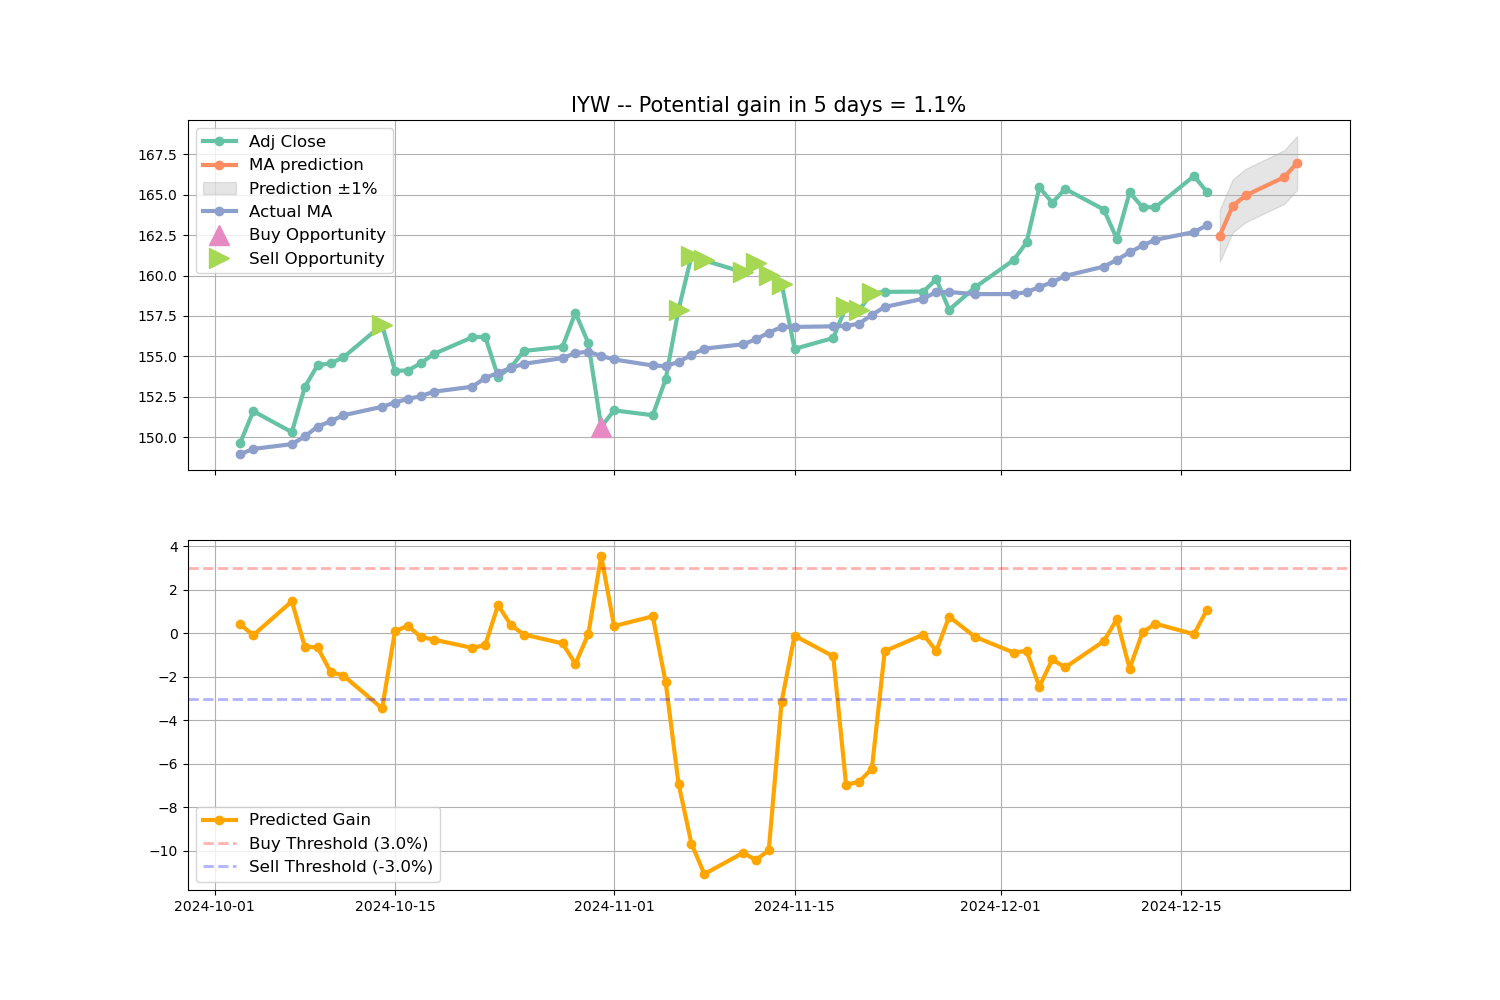 IYW -- Potential gain in 5 days = 1.1%
167.5
165.0
162.5
160.0
157.5
155.0
152.5
150.0
Adj Close
MA prediction
Prediction ±1%
Actual MA
Buy Opportunity
Sell Opportunity
4
2
0
−2
−4
−6
−8
−10
Predicted Gain
Buy Threshold (3.0%)
Sell Threshold (-3.0%)
2024-10-01 2024-10-15 2024-11-01 2024-11-15 2024-12-01 2024-12-15